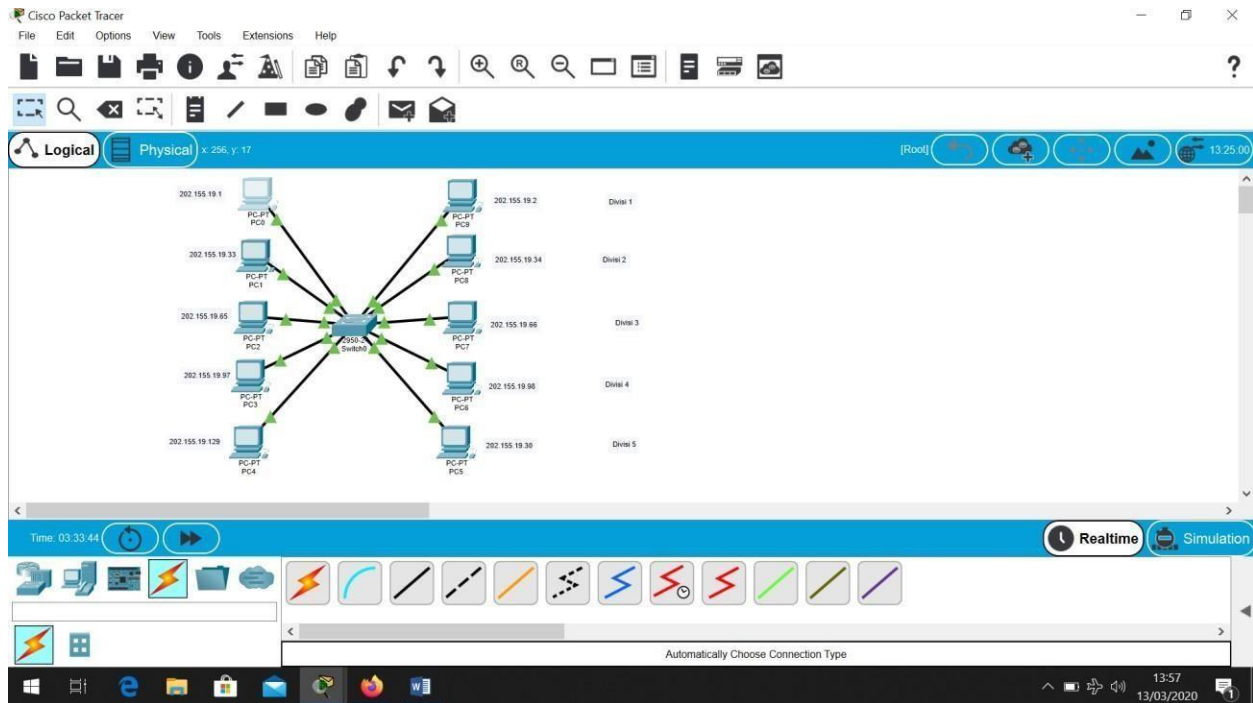 Cisco Packet Tracer
File Edit Options View Tools Extensions Help
?
Logical Physical x: 256, y: 17 [Root] 13:25:00
202.155.19.1
PC-PT
PC0
202.155.19.2
PC-PT
PC9
Divisi 1
202.155.19.33
PC-PT
PC1
202.155.19.34
PC-PT
PC8
Divisi 2
202.155.19.65
PC-PT
PC2
2950-2
Switch0
202.155.19.66
PC-PT
PC7
Divisi 3
202.155.19.97
PC-PT
PC3
202.155.19.98
PC-PT
PC6
Divisi 4
202.155.19.129
PC-PT
PC4
202.155.19.30
PC-PT
PC5
Divisi 5
Time: 03:33:44 Realtime Simulation
Automatically Choose Connection Type
13:57
13/03/2020